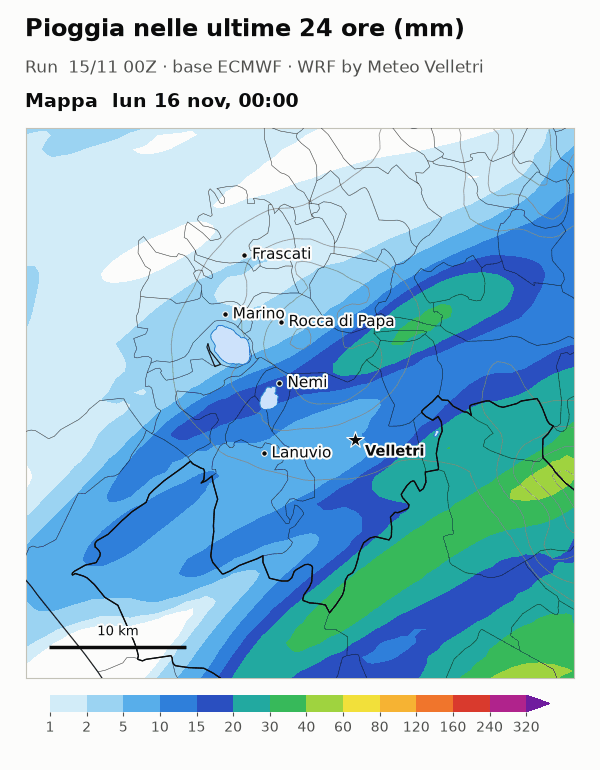 Pioggia nelle ultime 24 ore (mm)
Run  15/11 00Z · base ECMWF · WRF by Meteo Velletri
Mappa  lun 16 nov, 00:00
Frascati
Marino
Rocca di Papa
Nemi
Velletri
Lanuvio
10 km
1 2 5 10 15 20 30 40 60 80 120 160 240 320